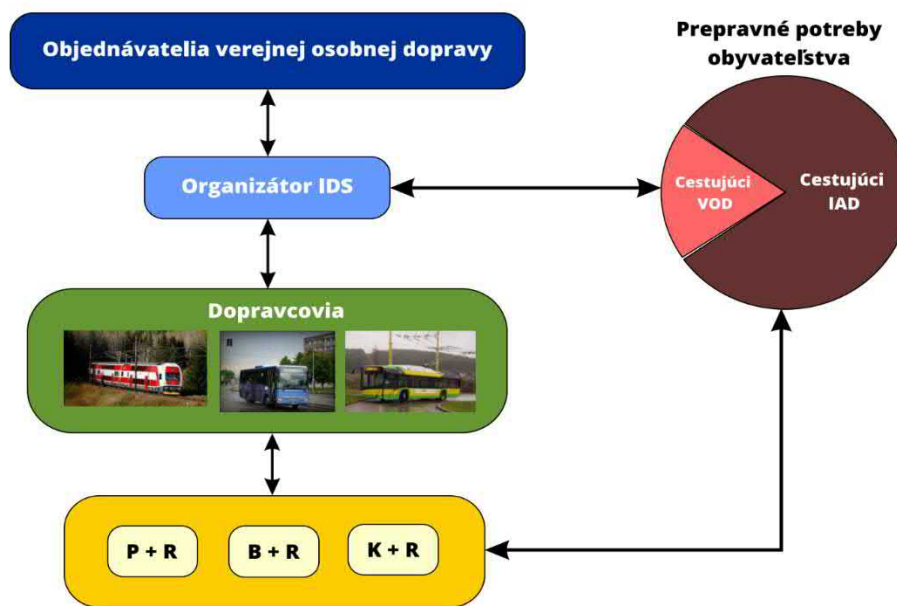 Objednávatelia verejnej osobnej dopravy
Prepravné potreby
obyvateľstva
Organizátor IDS
Cestujúci
VOD
Cestujúci
IAD
Dopravcovia
P + R
B + R
K + R